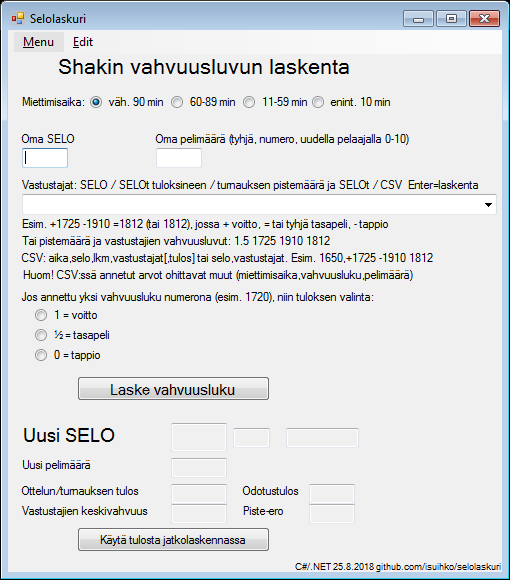 Selolaskuri
Menu Edit
Shakin vahvuusluvun laskenta
Miettimisaika: väh. 90 min 60-89 min 11-59 min enint. 10 min
Oma SELO Oma pelimäärä (tyhjä, numero, uudella pelaajalla 0-10)
Vastustajat: SELO / SELOt tuloksineen / turnauksen pistemäärä ja SELOt / CSV Enter=laskenta
Esim. +1725 -1910 =1812 (tai 1812), jossa + voitto, = tai tyhjä tasapeli, - tappio
Tai pistemäärä ja vastustajien vahvuusluvut: 1.5 1725 1910 1812
CSV: aika,selo,lkm,vastustajat[,tulos] tai selo,vastustajat. Esim. 1650,+1725 -1910 1812
Huom! CSV:ssä annetut arvot ohittavat muut (miettimisaika,vahvuusluku,pelimäärä)
Jos annettu yksi vahvuusluku numerona (esim. 1720), niin tuloksen valinta:
1 = voitto
½ = tasapeli
0 = tappio
Laske vahvuusluku
Uusi SELO
Uusi pelimäärä
Ottelun/turnauksen tulos Odotustulos
Vastustajien keskivahvuus Piste-ero
Käytä tulosta jatkolaskennassa
C#/.NET 25.8.2018 github.com/isuihko/selolaskuri